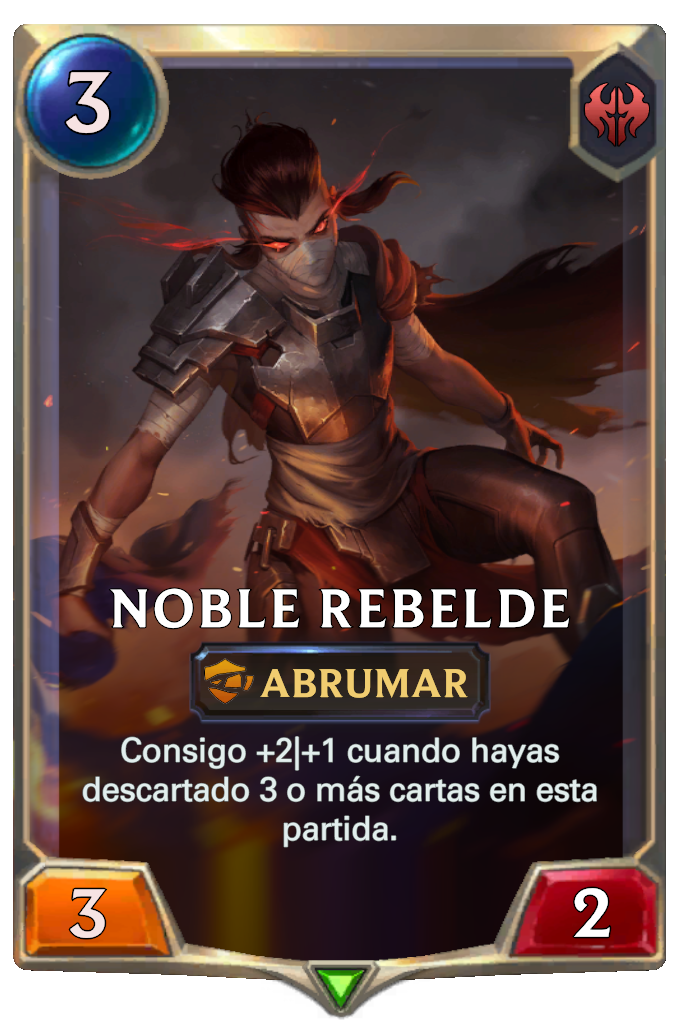 3
NOBLE REBELDE
ABRUMAR
Consigo +2|+1 cuando hayas
descartado 3 o más cartas en esta
partida.
3
2